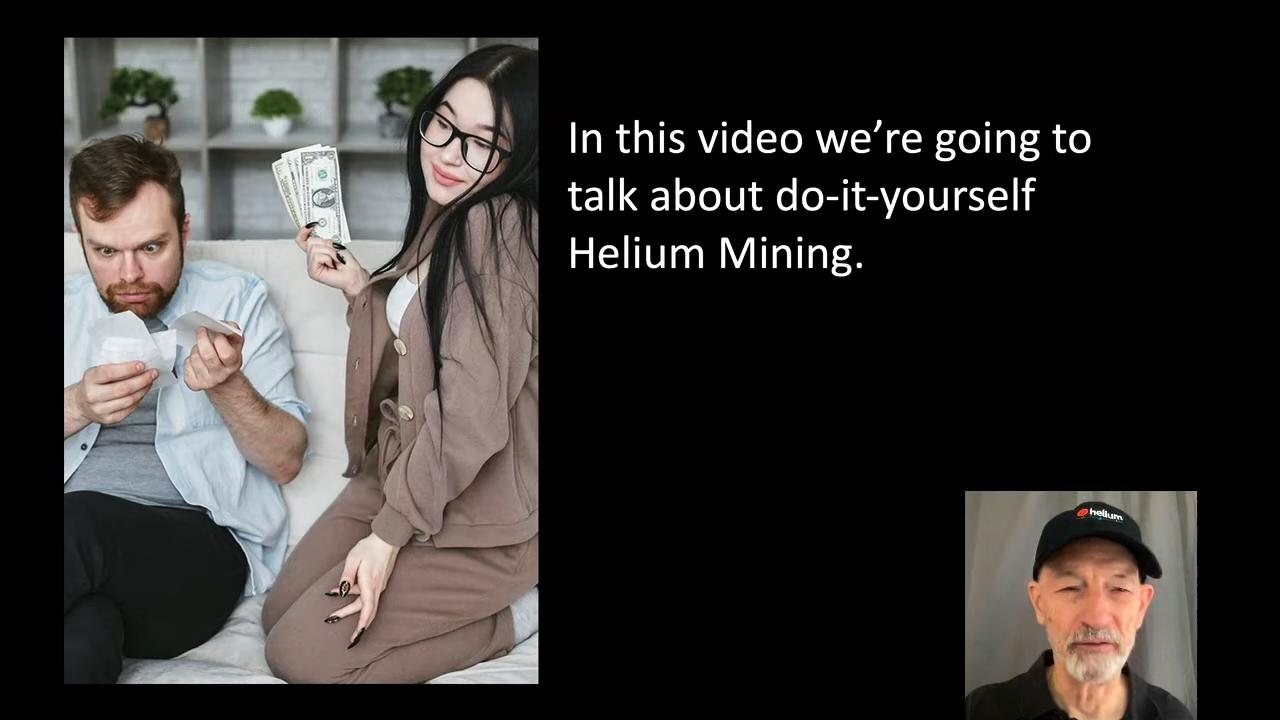 In this video we’re going to
talk about do-it-yourself
Helium Mining.
helium